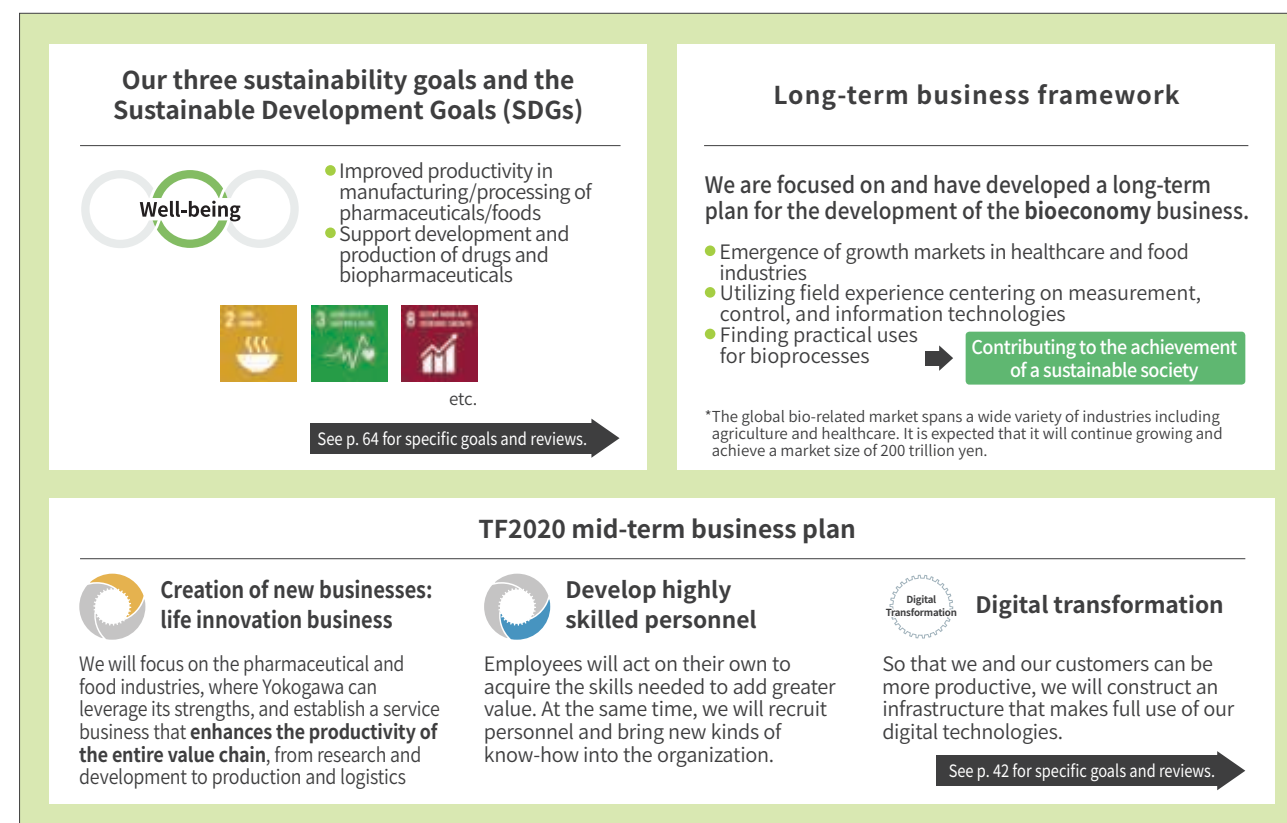 Our three sustainability goals and the
Sustainable Development Goals (SDGs)
Well-being
●Improved productivity in
manufacturing/processing of
pharmaceuticals/foods
●Support development and
production of drugs and
biopharmaceuticals
2
3
8
etc.
See p. 64 for specific goals and reviews.
Long-term business framework
We are focused on and have developed a long-term
plan for the development of the bioeconomy business.
●Emergence of growth markets in healthcare and food
industries
●Utilizing field experience centering on measurement,
control, and information technologies
●Finding practical uses
for bioprocesses
Contributing to the achievement
of a sustainable society
*The global bio-related market spans a wide variety of industries including
agriculture and healthcare. It is expected that it will continue growing and
achieve a market size of 200 trillion yen.
TF2020 mid-term business plan
Creation of new businesses:
life innovation business
We will focus on the pharmaceutical and
food industries, where Yokogawa can
leverage its strengths, and establish a service
business that enhances the productivity of
the entire value chain, from research and
development to production and logistics
Develop highly
skilled personnel
Employees will act on their own to
acquire the skills needed to add greater
value. At the same time, we will recruit
personnel and bring new kinds of
know-how into the organization.
Digital
Transformation
Digital transformation
So that we and our customers can be
more productive, we will construct an
infrastructure that makes full use of our
digital technologies.
See p. 42 for specific goals and reviews.